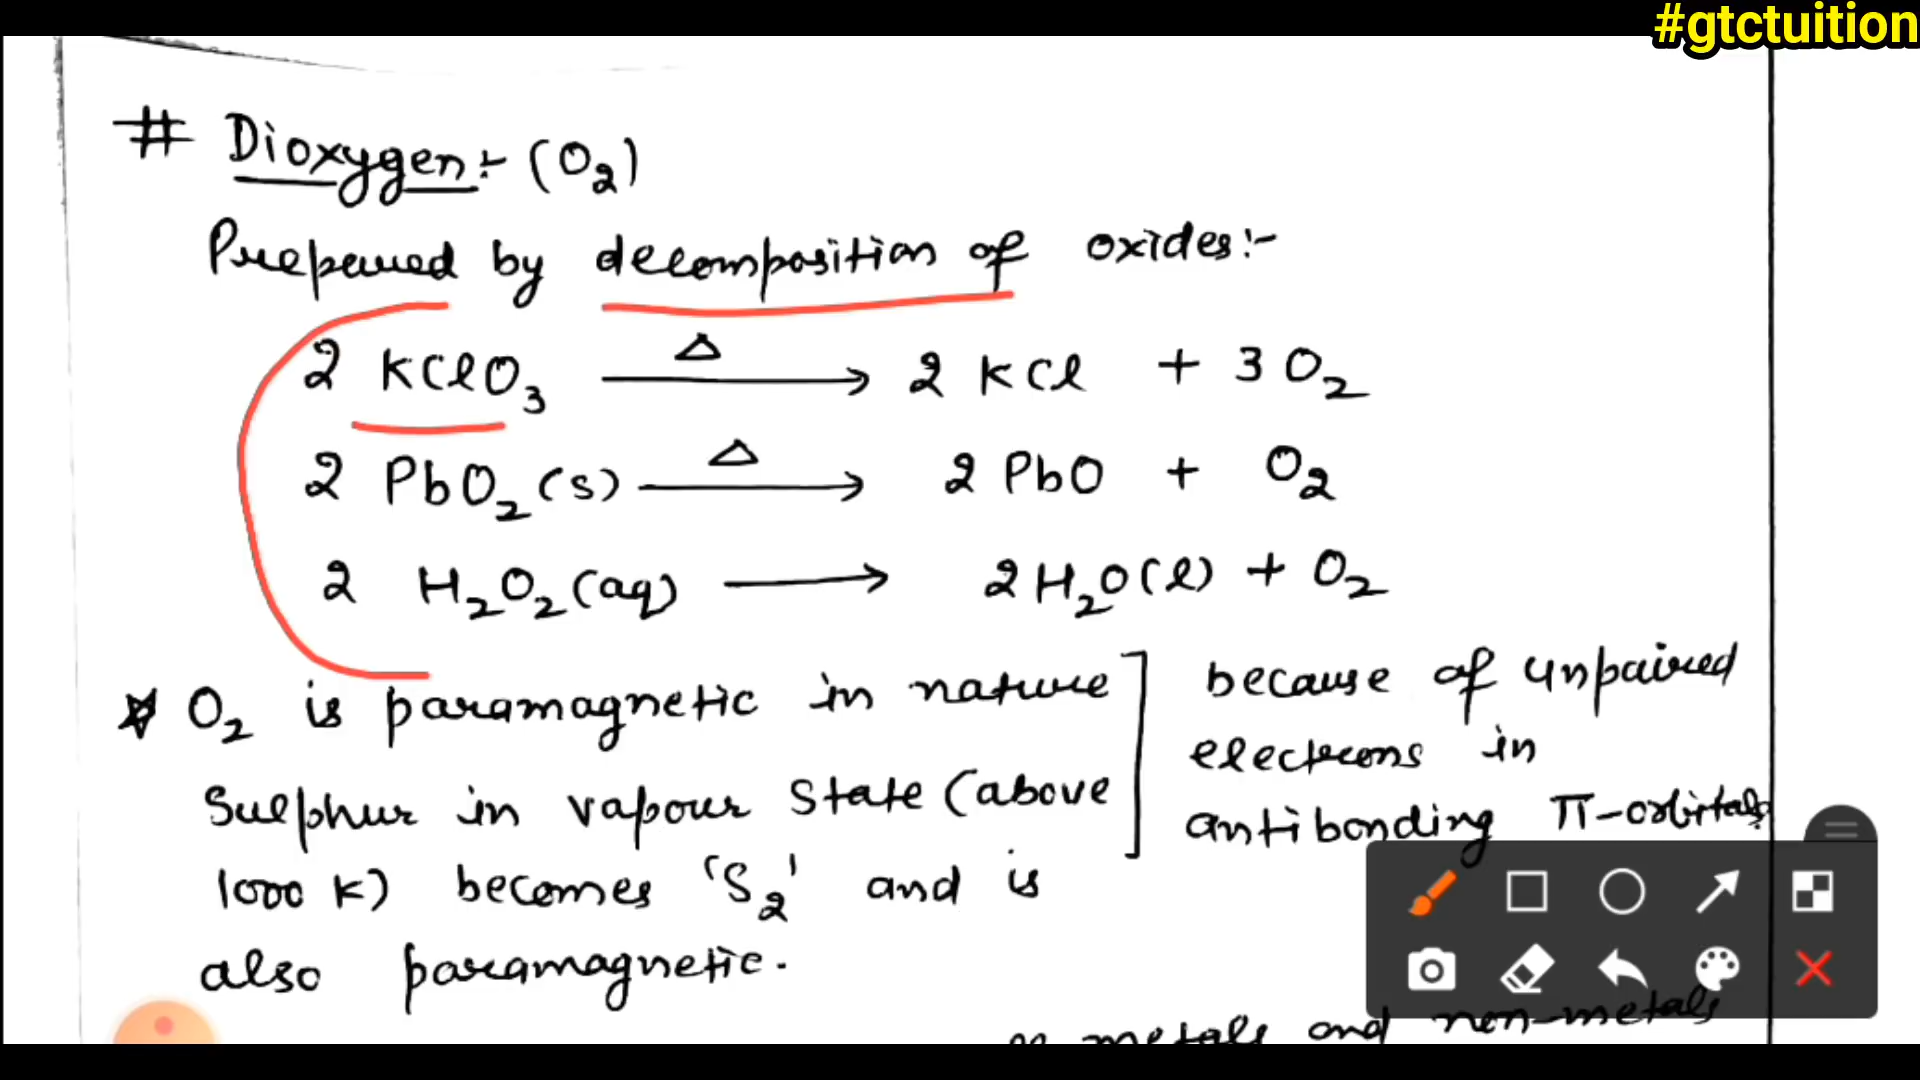 #gtctuition
# Dioxygen:- (O₂)
Prepared by decomposition of oxides:-
2 KClO₃ —Δ→ 2 KCl + 3 O₂
2 PbO₂ (s) —Δ→ 2 PbO + O₂
2 H₂O₂ (aq) → 2H₂O(l) + O₂
O₂ is paramagnetic in nature
Sulphur in vapour state (above
1000 K) becomes 'S₂' and is
also paramagnetic.
because of unpaired
electrons in
antibonding π-orbitals
metals and non-metals